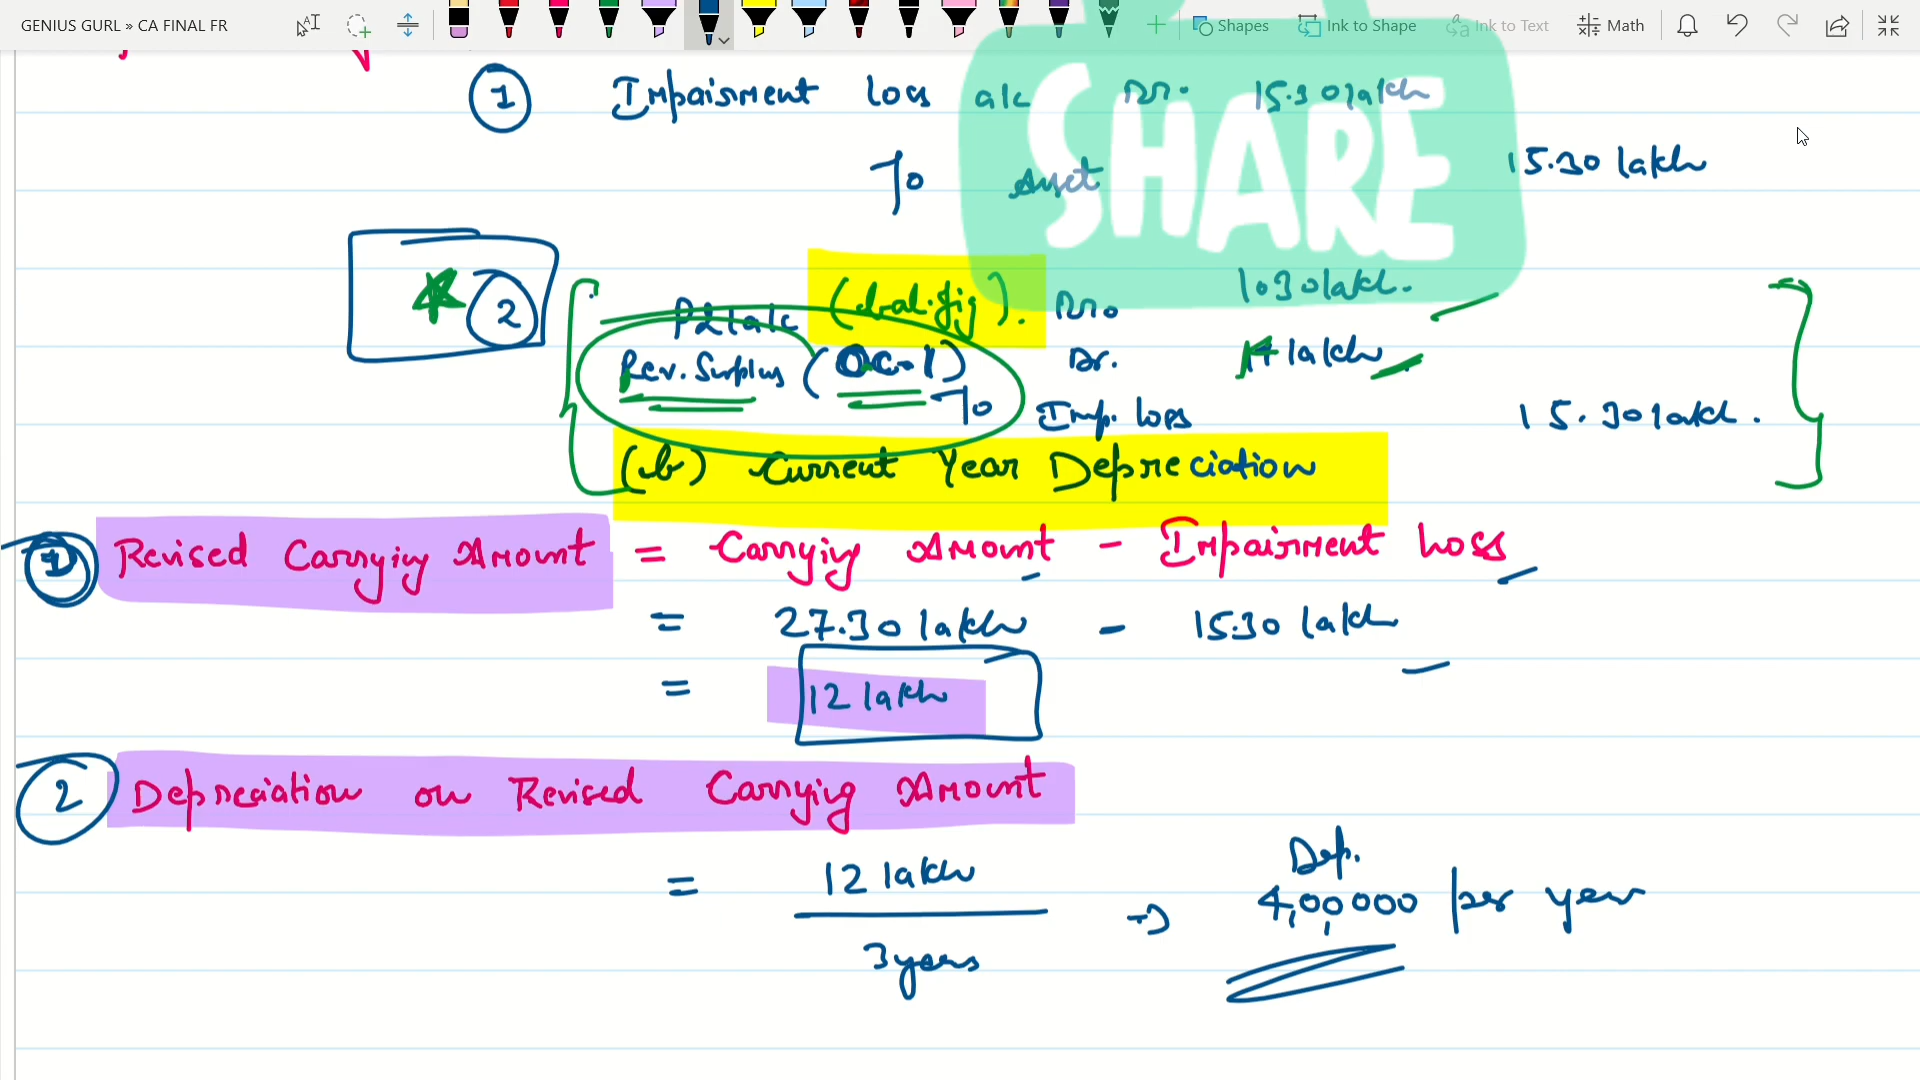 GENIUS GURL » CA FINAL FR Shapes Ink to Shape Ink to Text Math
SHARE
① Impairment loss a/c Dr. 15.30 lakh
To Asset 15.30 lakh
② P&L a/c (bal. fig). Dr. 1.30 lakh.
Rev. Surplus (OCI) Dr. 14 lakh
To Imp. loss 15.30 lakh.
(b) Current Year Depreciation
① Revised Carrying Amount = Carrying Amount - Impairment Loss
= 27.30 lakh - 15.30 lakh
= 12 lakh
② Depreciation on Revised Carrying Amount
Dep.
= 12 lakh / 3 years ⇒ 4,00,000 per year